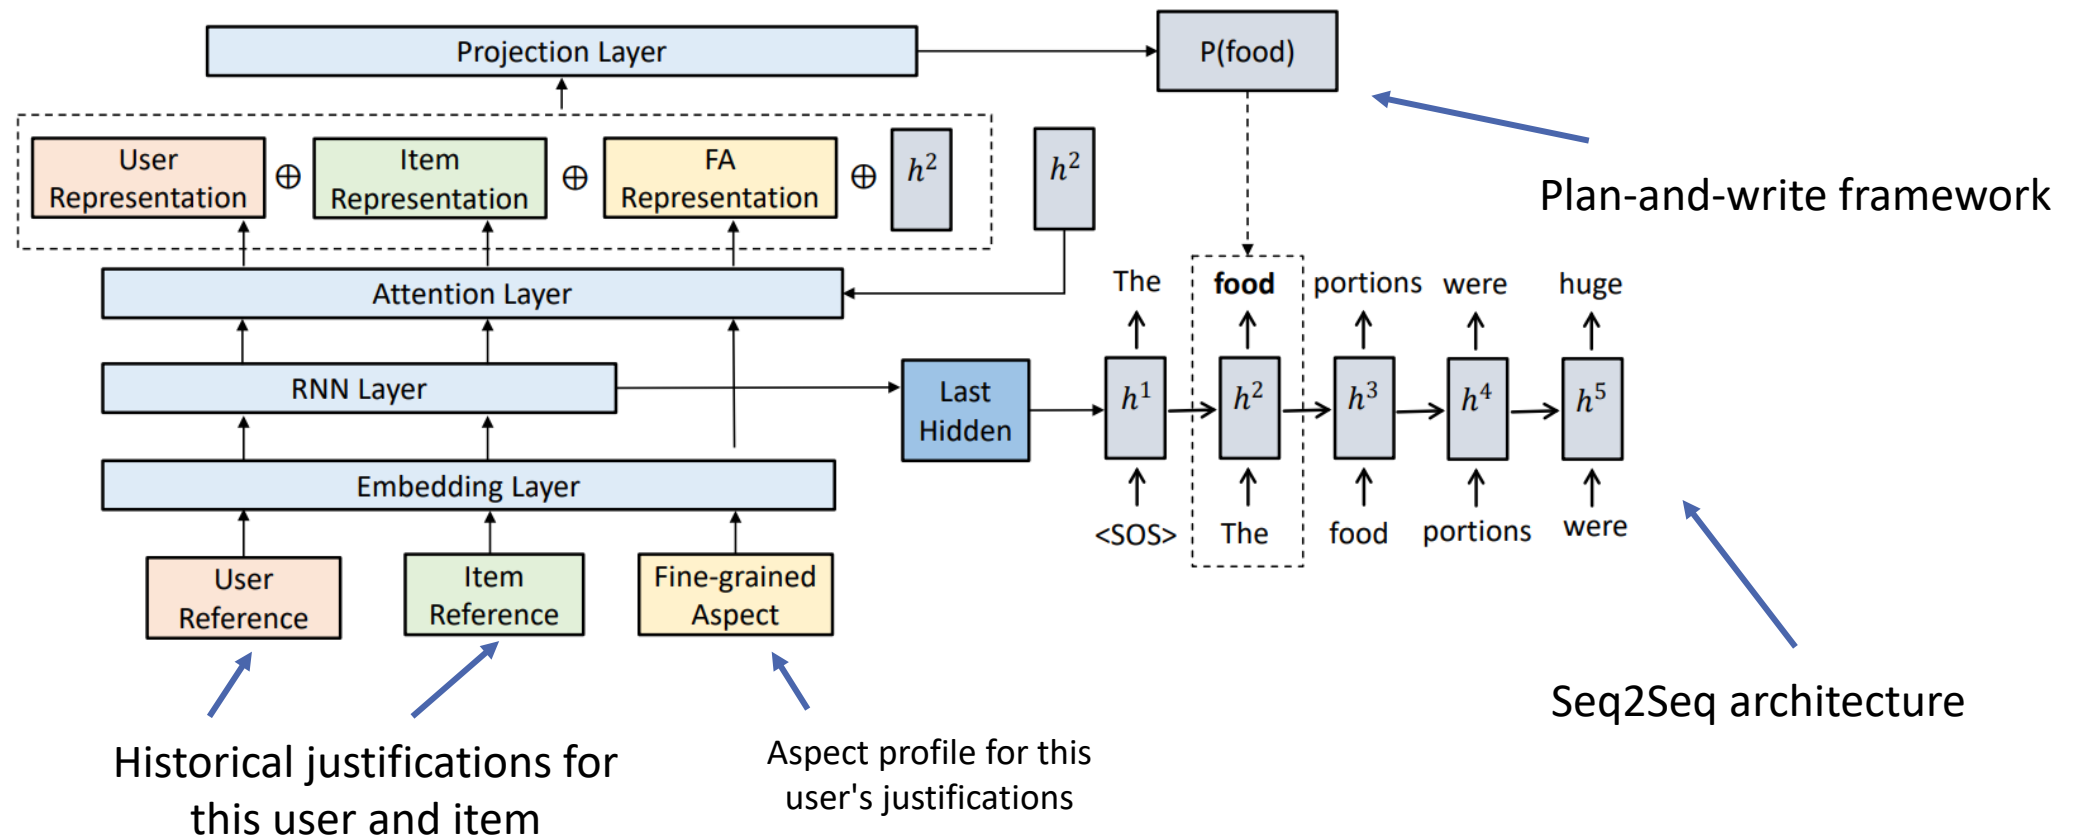 Projection Layer
P(food)
User
Representation
⊕
Item
Representation
⊕
FA
Representation
⊕
h²
h²
Plan-and-write framework
Attention Layer
The
food
portions
were
huge
RNN Layer
Last
Hidden
h¹
h²
h³
h⁴
h⁵
Embedding Layer
<SOS>
The
food
portions
were
User
Reference
Item
Reference
Fine-grained
Aspect
Seq2Seq architecture
Historical justifications for
this user and item
Aspect profile for this
user's justifications